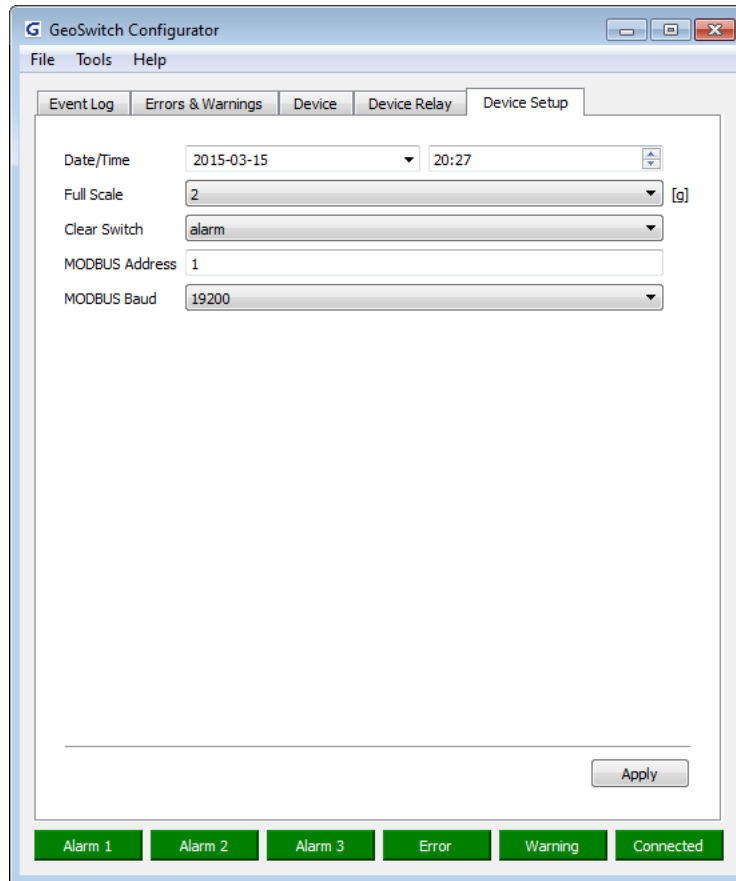 G GeoSwitch Configurator
File Tools Help
Event Log Errors & Warnings Device Device Relay Device Setup
Date/Time 2015-03-15 20:27
Full Scale 2 [g]
Clear Switch alarm
MODBUS Address 1
MODBUS Baud 19200
Apply
Alarm 1 Alarm 2 Alarm 3 Error Warning Connected